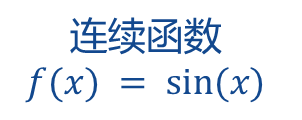 连续函数
f(x) = sin(x)